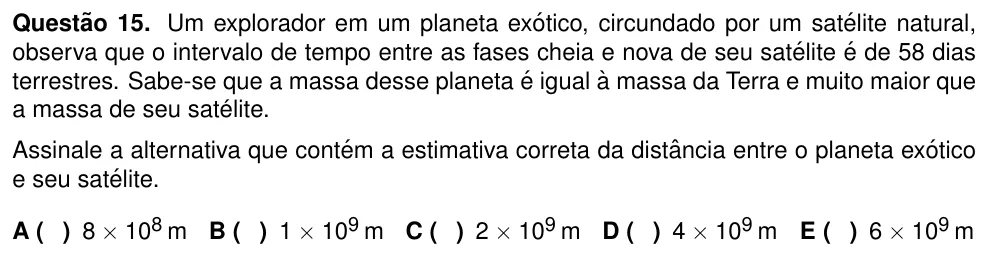 Questão 15. Um explorador em um planeta exótico, circundado por um satélite natural,
observa que o intervalo de tempo entre as fases cheia e nova de seu satélite é de 58 dias
terrestres. Sabe-se que a massa desse planeta é igual à massa da Terra e muito maior que
a massa de seu satélite.
Assinale a alternativa que contém a estimativa correta da distância entre o planeta exótico
e seu satélite.
A ( ) 8 × 10⁸ m B ( ) 1 × 10⁹ m C ( ) 2 × 10⁹ m D ( ) 4 × 10⁹ m E ( ) 6 × 10⁹ m